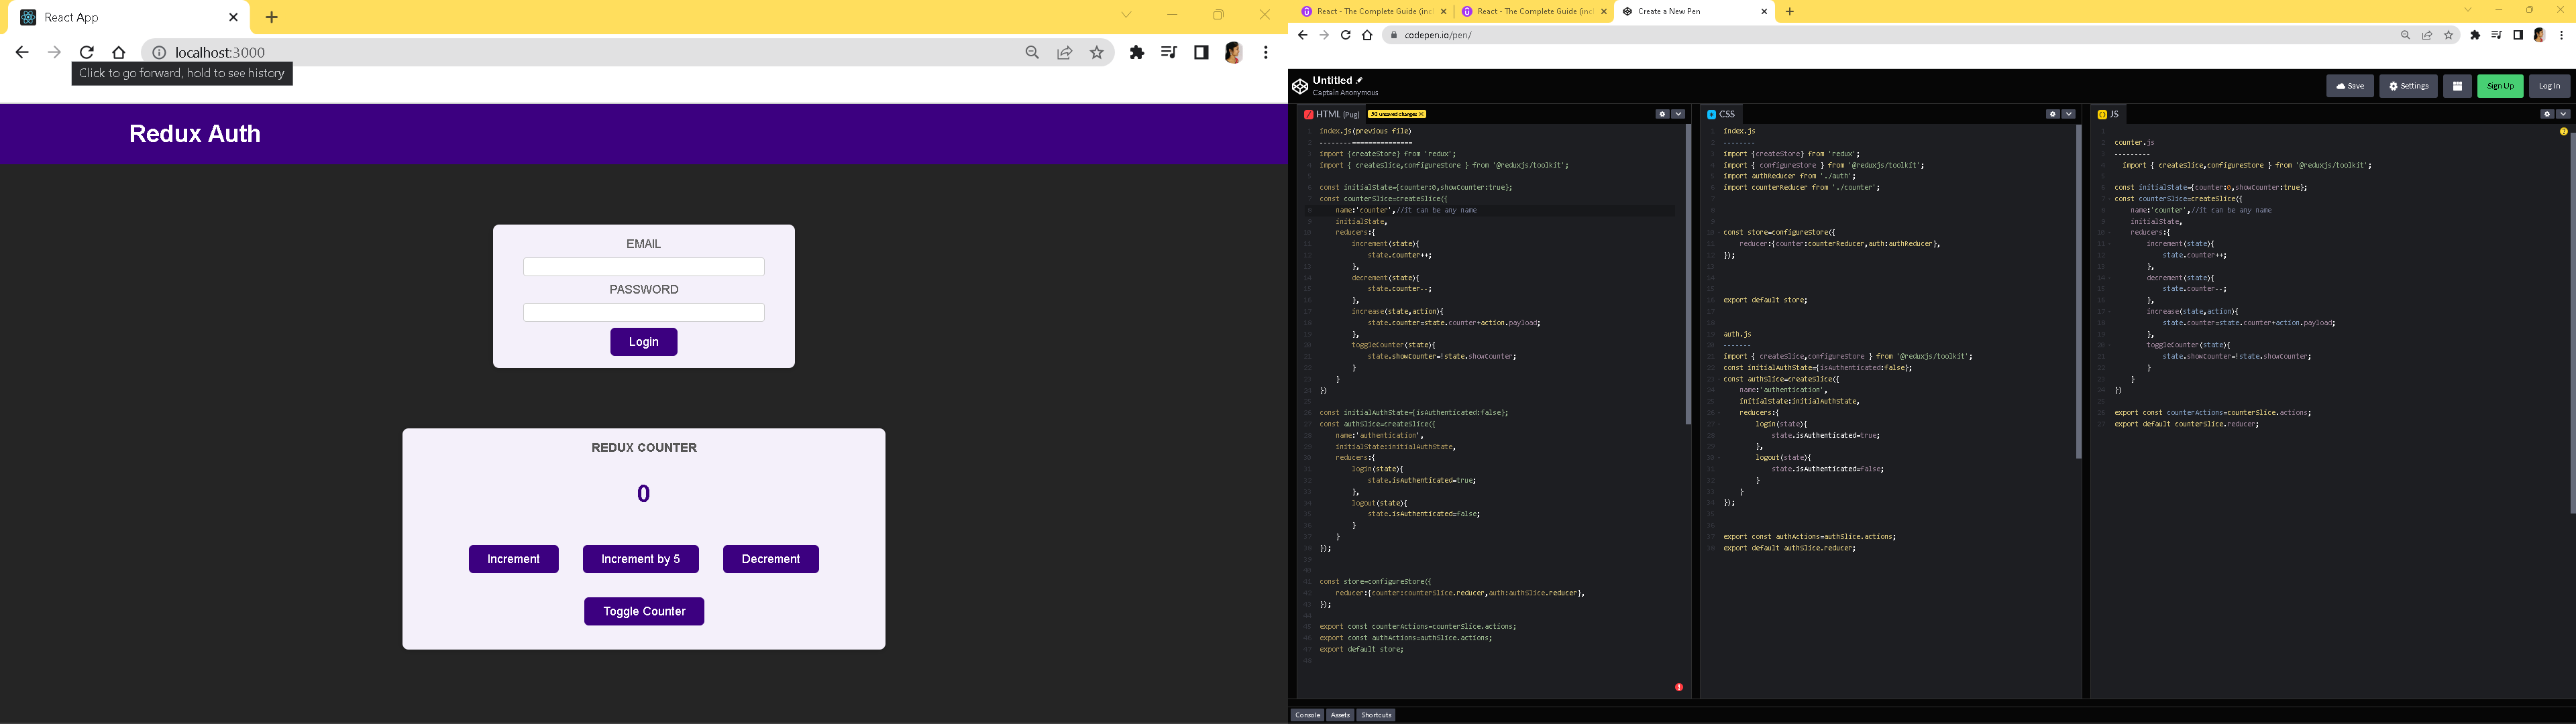 React App
localhost:3000
Click to go forward, hold to see history
Redux Auth
EMAIL
PASSWORD
Login
REDUX COUNTER
0
Increment
Increment by 5
Decrement
Toggle Counter
React - The Complete Guide (incl
React - The Complete Guide (incl
Create a New Pen
codepen.io/pen/
Untitled
Captain Anonymous
Save
Settings
Sign Up
Log In
HTML (Pug)
30 unsaved changes X
index.js(previous file)
--------===============
import {createStore} from 'redux';
import { createSlice,configureStore } from '@reduxjs/toolkit';
const initialState={counter:0,showCounter:true};
const counterSlice=createSlice({
name:'counter',//it can be any name
initialState,
reducers:{
increment(state){
state.counter++;
},
decrement(state){
state.counter--;
},
increase(state,action){
state.counter=state.counter+action.payload;
},
toggleCounter(state){
state.showCounter=!state.showCounter;
}
}
})
const initialAuthState={isAuthenticated:false};
const authSlice=createSlice({
name:'authentication',
initialState:initialAuthState,
reducers:{
login(state){
state.isAuthenticated=true;
},
logout(state){
state.isAuthenticated=false;
}
}
});
const store=configureStore({
reducer:{counter:counterSlice.reducer,auth:authSlice.reducer},
});
export const counterActions=counterSlice.actions;
export const authActions=authSlice.actions;
export default store;
CSS
index.js
--------
import {createStore} from 'redux';
import { configureStore } from '@reduxjs/toolkit';
import authReducer from './auth';
import counterReducer from './counter';
const store=configureStore({
reducer:{counter:counterReducer,auth:authReducer},
});
export default store;
auth.js
-------
import { createSlice,configureStore } from '@reduxjs/toolkit';
const initialAuthState={isAuthenticated:false};
const authSlice=createSlice({
name:'authentication',
initialState:initialAuthState,
reducers:{
login(state){
state.isAuthenticated=true;
},
logout(state){
state.isAuthenticated=false;
}
}
});
export const authActions=authSlice.actions;
export default authSlice.reducer;
JS
counter.js
---------
import { createSlice,configureStore } from '@reduxjs/toolkit';
const initialState={counter:0,showCounter:true};
const counterSlice=createSlice({
name:'counter',//it can be any name
initialState,
reducers:{
increment(state){
state.counter++;
},
decrement(state){
state.counter--;
},
increase(state,action){
state.counter=state.counter+action.payload;
},
toggleCounter(state){
state.showCounter=!state.showCounter;
}
}
})
export const counterActions=counterSlice.actions;
export default counterSlice.reducer;
Console
Assets
Shortcuts